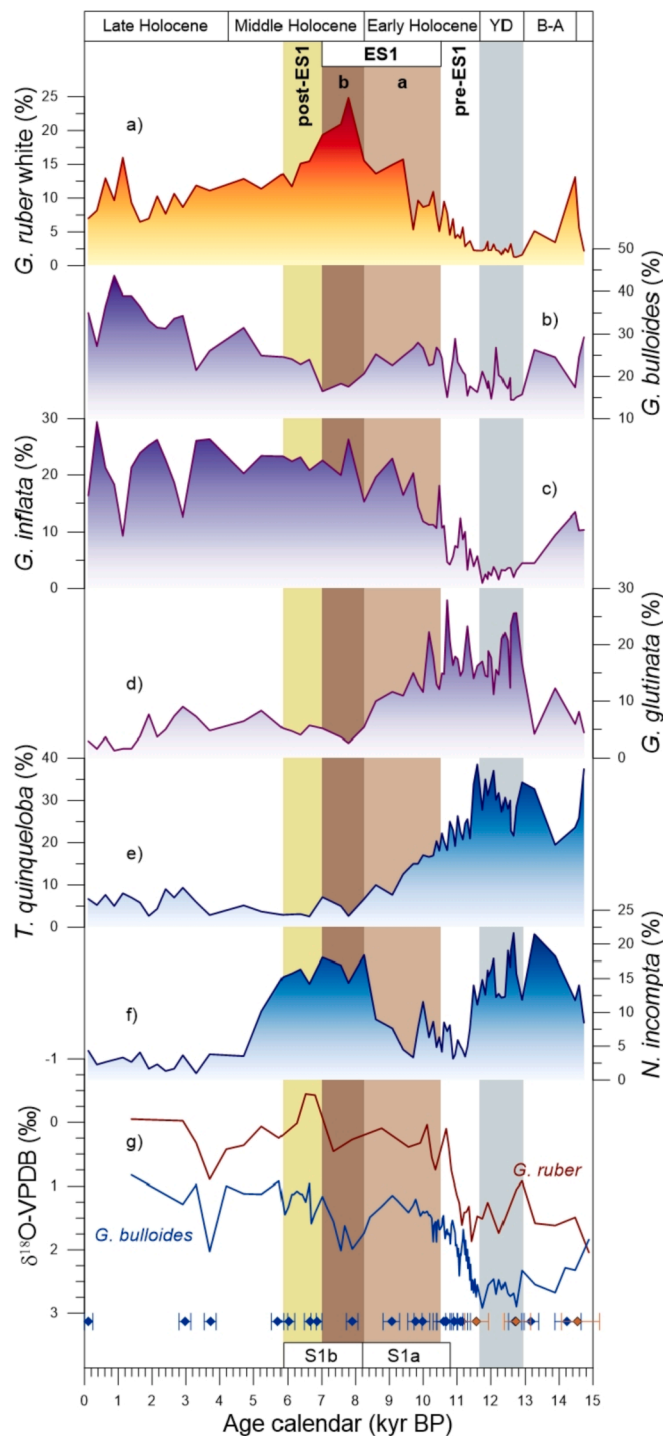 Late Holocene Middle Holocene Early Holocene YD B-A
ES1
post-ES1 b a pre-ES1
G. ruber white (%)
25
20
15
10
5
0
a)
G. bulloides (%)
50
40
30
20
10
b)
G. inflata (%)
30
20
10
0
c)
G. glutinata (%)
30
20
10
0
d)
T. quinqueloba (%)
40
30
20
10
0
e)
N. incompta (%)
25
20
15
10
5
0
f)
δ18O-VPDB (‰)
-1
0
1
2
3
g)
G. ruber
G. bulloides
S1b S1a
0 1 2 3 4 5 6 7 8 9 10 11 12 13 14 15
Age calendar (kyr BP)